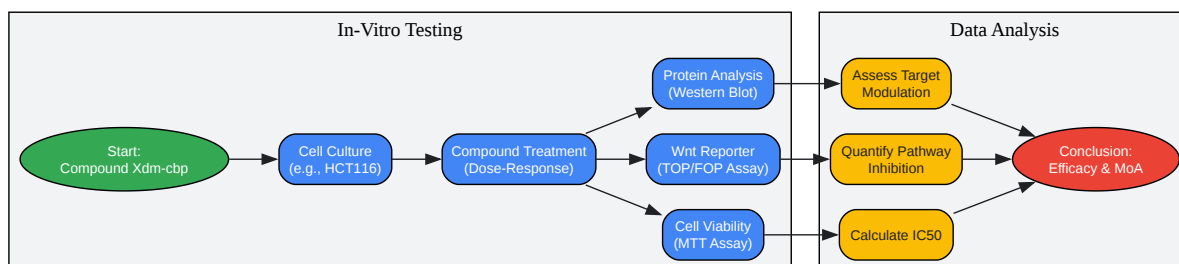 In-Vitro Testing
Data Analysis
Start:
Compound Xdm-cbp
Cell Culture
(e.g., HCT116)
Compound Treatment
(Dose-Response)
Protein Analysis
(Western Blot)
Wnt Reporter
(TOP/FOP Assay)
Cell Viability
(MTT Assay)
Assess Target
Modulation
Quantify Pathway
Inhibition
Calculate IC50
Conclusion:
Efficacy & MoA